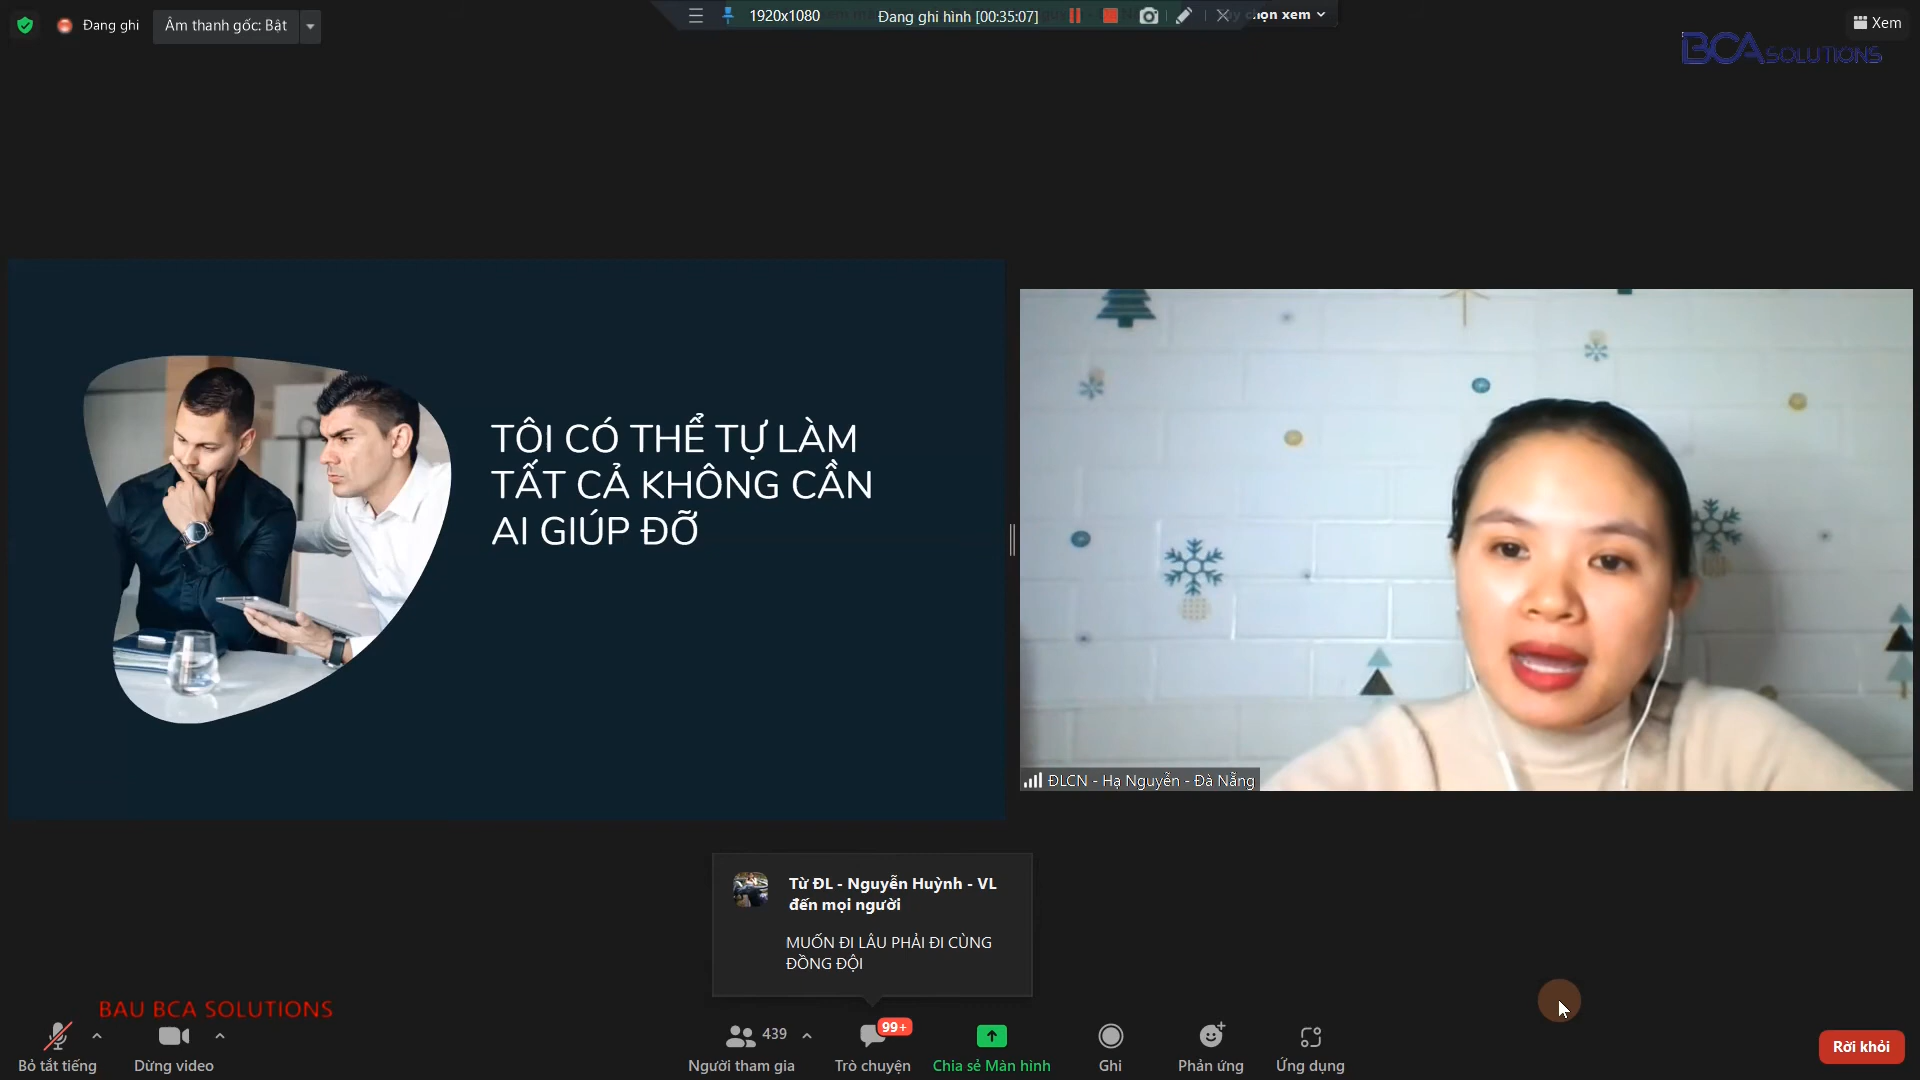 Đang ghi
Âm thanh gốc: Bật
1920x1080
Đang ghi hình [00:35:07]
chọn xem
Xem
BCA SOLUTIONS
TÔI CÓ THỂ TỰ LÀM
TẤT CẢ KHÔNG CẦN
AI GIÚP ĐỠ
ĐLCN - Hạ Nguyễn - Đà Nẵng
Từ ĐL - Nguyễn Huỳnh - VL
đến mọi người
MUỐN ĐI LÂU PHẢI ĐI CÙNG
ĐỒNG ĐỘI
BAU BCA SOLUTIONS
439
99+
Bỏ tắt tiếng
Dừng video
Người tham gia
Trò chuyện
Chia sẻ Màn hình
Ghi
Phản ứng
Ứng dụng
Rời khỏi